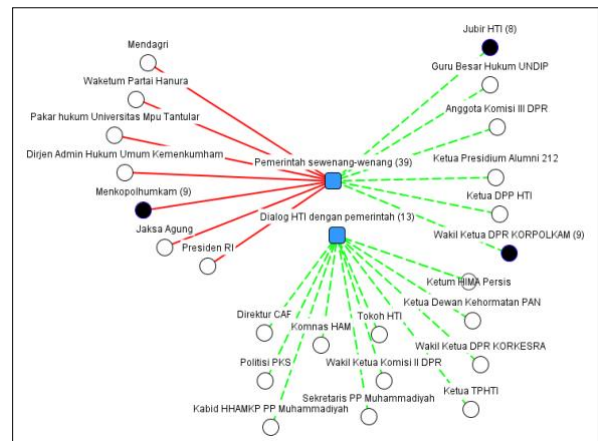 Mendagri
Waketum Partai Hanura
Pakar hukum Universitas Mpu Tantular
Dirjen Admin Hukum Umum Kemenkumham
Menkopolhumkam (9)
Jaksa Agung
Presiden RI
Pemerintah sewenang-wenang (39)
Dialog HTI dengan pemerintah (13)
Jubir HTI (8)
Guru Besar Hukum UNDIP
Anggota Komisi III DPR
Ketua Presidium Alumni 212
Ketua DPP HTI
Wakil Ketua DPR KORPOLKAM (9)
Ketum HIMA Persis
Ketua Dewan Kehormatan PAN
Wakil Ketua DPR KORKESRA
Ketua TPHTI
Direktur CAF
Komnas HAM
Tokoh HTI
Politisi PKS
Wakil Ketua Komisi II DPR
Kabid HHAMKP PP Muhammadiyah
Sekretaris PP Muhammadiyah